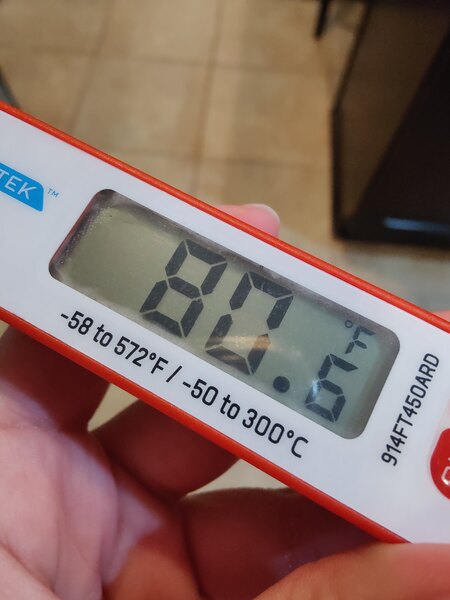 TEK™
80.6 °F
-58 to 572°F / -50 to 300°C
914FT450ARD